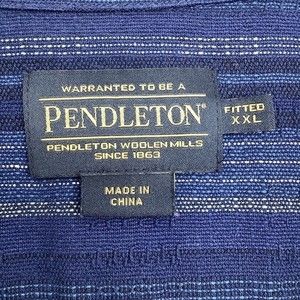 WARRANTED TO BE A
PENDLETON®
PENDLETON WOOLEN MILLS
SINCE 1863
FITTED
XXL
MADE IN
CHINA